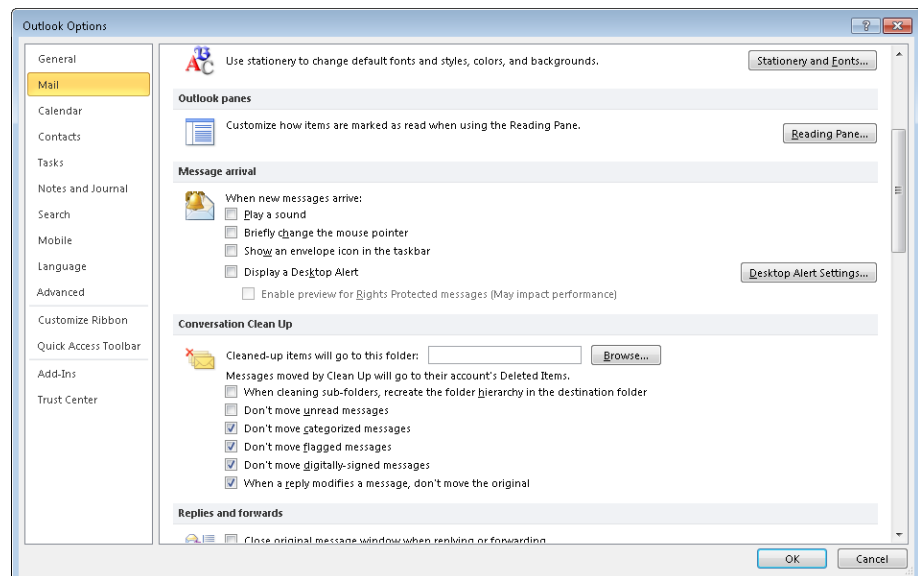 Outlook Options
General
Mail
Calendar
Contacts
Tasks
Notes and Journal
Search
Mobile
Language
Advanced
Customize Ribbon
Quick Access Toolbar
Add-Ins
Trust Center
Use stationery to change default fonts and styles, colors, and backgrounds.
Stationery and Fonts...
Outlook panes
Customize how items are marked as read when using the Reading Pane.
Reading Pane...
Message arrival
When new messages arrive:
Play a sound
Briefly change the mouse pointer
Show an envelope icon in the taskbar
Display a Desktop Alert
Desktop Alert Settings...
Enable preview for Rights Protected messages (May impact performance)
Conversation Clean Up
Cleaned-up items will go to this folder:
Browse...
Messages moved by Clean Up will go to their account's Deleted Items.
When cleaning sub-folders, recreate the folder hierarchy in the destination folder
Don't move unread messages
Don't move categorized messages
Don't move flagged messages
Don't move digitally-signed messages
When a reply modifies a message, don't move the original
Replies and forwards
Close original message window when replying or forwarding
OK
Cancel